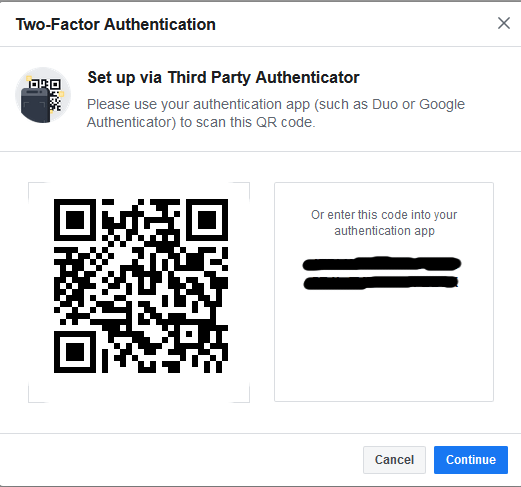 Two-Factor Authentication
Set up via Third Party Authenticator
Please use your authentication app (such as Duo or Google
Authenticator) to scan this QR code.
Or enter this code into your
authentication app
Cancel
Continue